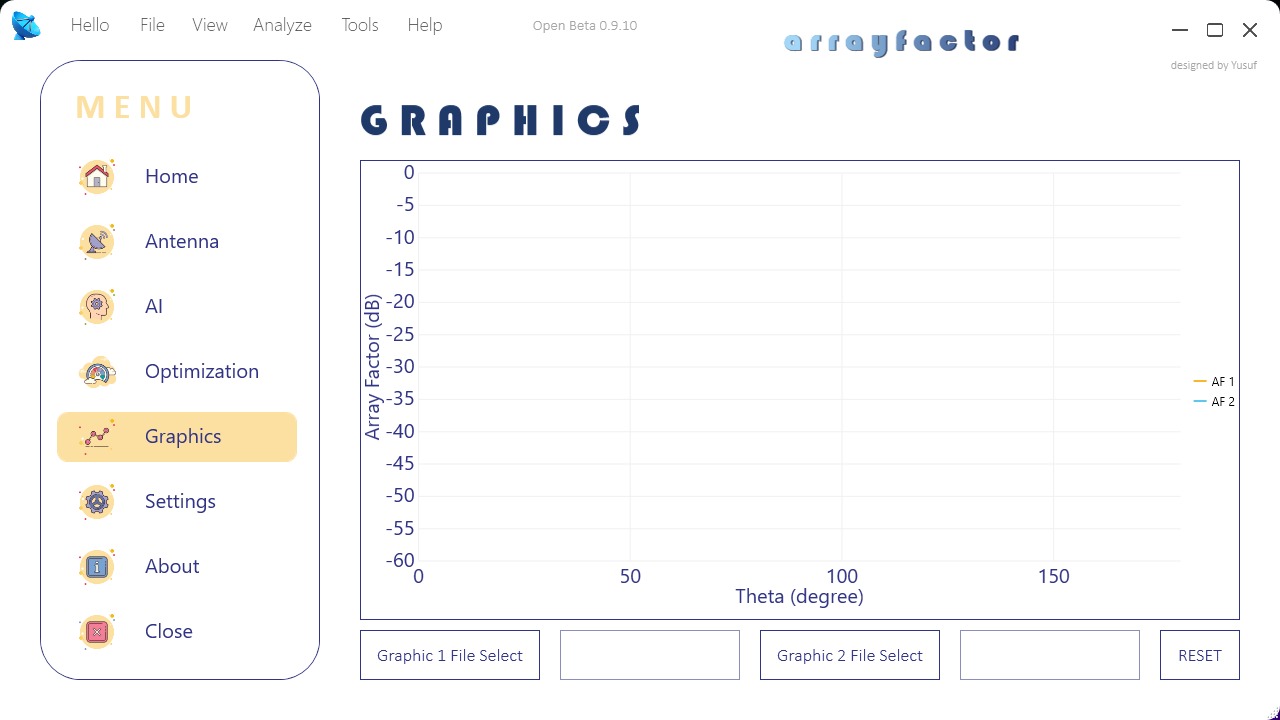 Hello File View Analyze Tools Help Open Beta 0.9.10
arrayfactor
designed by Yusuf
MENU
Home
Antenna
AI
Optimization
Graphics
Settings
About
Close
GRAPHICS
0
-5
-10
-15
-20
-25
-30
-35
-40
-45
-50
-55
-60
Array Factor (dB)
0 50 100 150
Theta (degree)
AF 1
AF 2
Graphic 1 File Select Graphic 2 File Select RESET